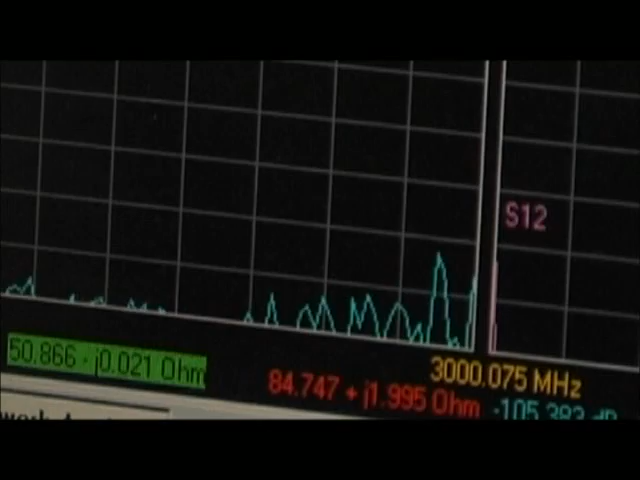 S12
3000.075 MHz
50.866 - j0.021 Ohm
84.747 + j1.995 Ohm
-105.383 dB